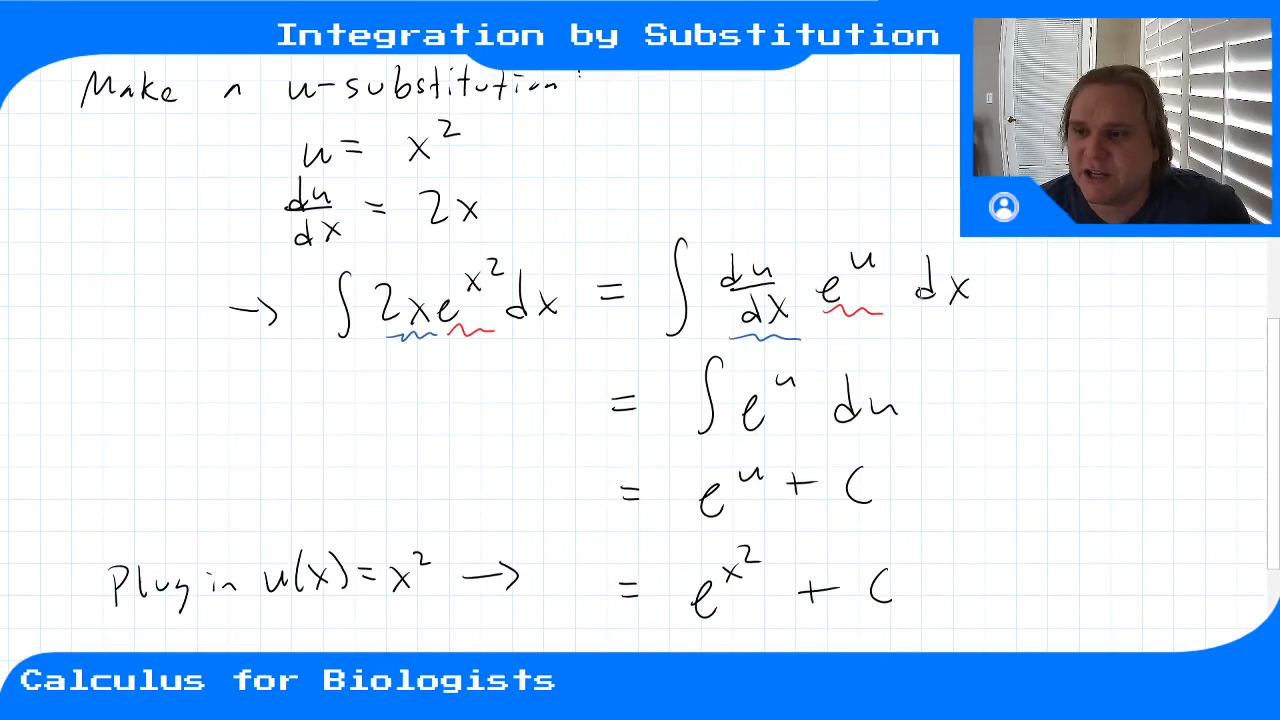 Integration by Substitution
Make a u-substitution:
u = x²
du/dx = 2x
→ ∫ 2x e^(x²) dx = ∫ du/dx e^u dx
= ∫ e^u du
= e^u + C
Plug in u(x) = x² → = e^(x²) + C
Calculus for Biologists